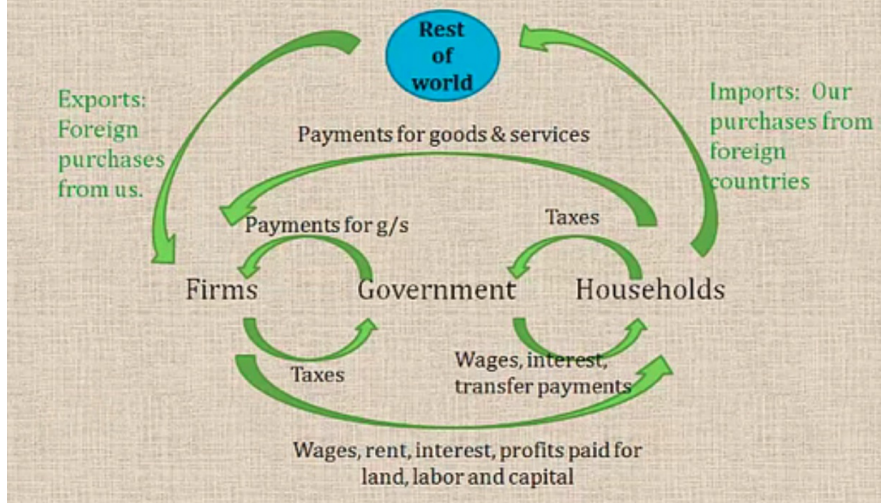 Rest
of
world
Exports:
Foreign
purchases
from us.
Imports: Our
purchases from
foreign
countries
Payments for goods & services
Payments for g/s
Taxes
Firms
Government
Households
Taxes
Wages, interest,
transfer payments
Wages, rent, interest, profits paid for
land, labor and capital